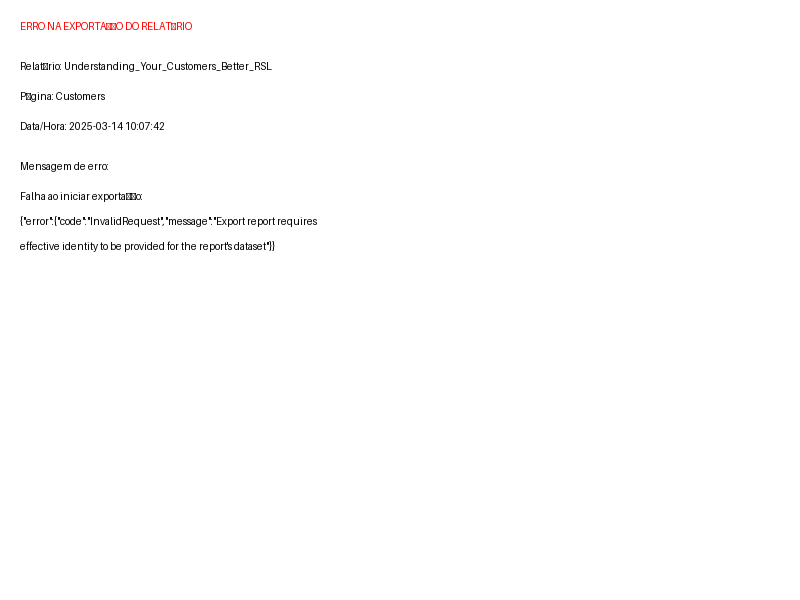 ERRO NA EXPORTA□□O DO RELAT□RIO
Relat□rio: Understanding_Your_Customers_Better_RSL
P□gina: Customers
Data/Hora: 2025-03-14 10:07:42
Mensagem de erro:
Falha ao iniciar exporta□□o:
{"error":{"code":"InvalidRequest","message":"Export report requires
effective identity to be provided for the report's dataset"}}